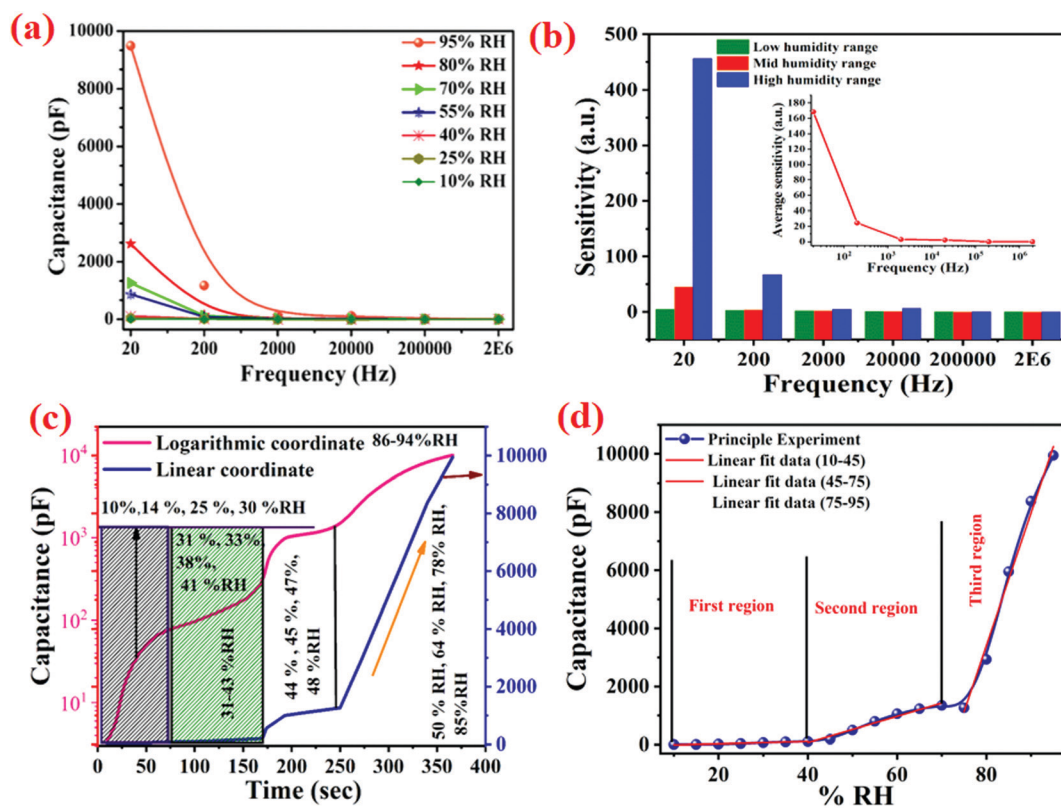 (a)
10000
8000
6000
4000
2000
0
Capacitance (pF)
95% RH
80% RH
70% RH
55% RH
40% RH
25% RH
10% RH
20 200 2000 20000 200000 2E6
Frequency (Hz)
(b)
500
400
300
200
100
0
Sensitivity (a.u.)
Low humidity range
Mid humidity range
High humidity range
180
160
140
120
100
80
60
40
20
0
Average sensitivity (a.u.)
10² 10³ 10⁴ 10⁵ 10⁶
Frequency (Hz)
20 200 2000 20000 200000 2E6
Frequency (Hz)
(c)
Logarithmic coordinate
Linear coordinate
86-94%RH
10⁴
10³
10²
10¹
10¹
Capacitance (pF)
10%,14 %, 25 %, 30 %RH
31 %, 33%,
38%,
41 %RH
31-43 %RH
44 % , 45 %, 47%,
48 %RH
50 % RH, 64 % RH, 78% RH,
85%RH
10000
8000
6000
4000
2000
1000
0
0 50 100 150 200 250 300 350 400
Time (sec)
(d)
Principle Experiment
Linear fit data (10-45)
Linear fit data (45-75)
Linear fit data (75-95)
10000
8000
6000
4000
2000
0
Capacitance (pF)
First region
Second region
Third region
20 40 60 80
% RH